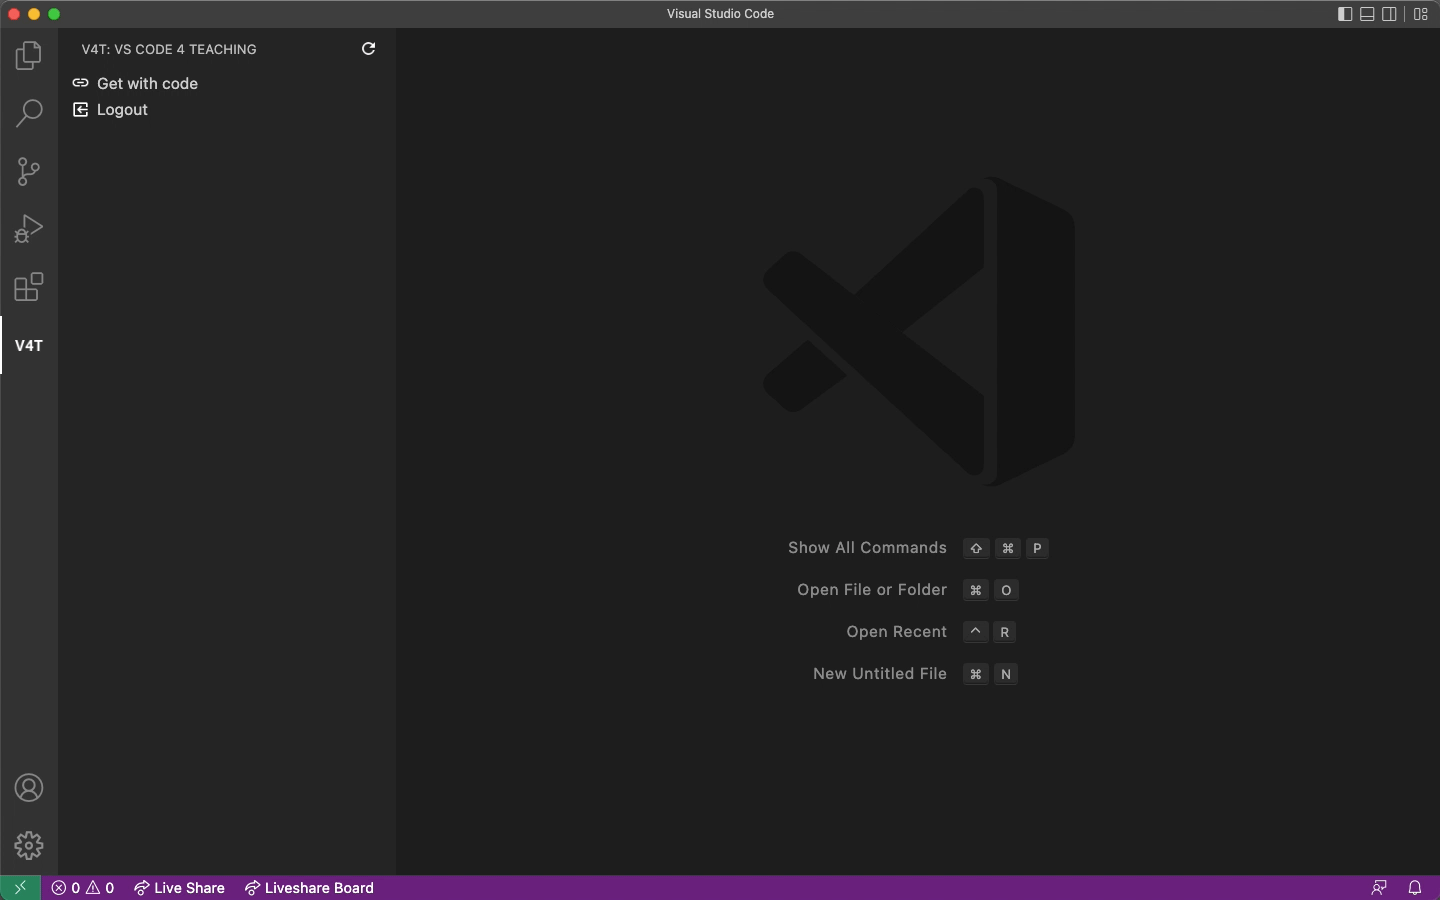 Visual Studio Code
V4T: VS CODE 4 TEACHING
Get with code
Logout
V4T
Show All Commands ⇧ ⌘ P
Open File or Folder ⌘ O
Open Recent ^ R
New Untitled File ⌘ N
0 0 Live Share Liveshare Board